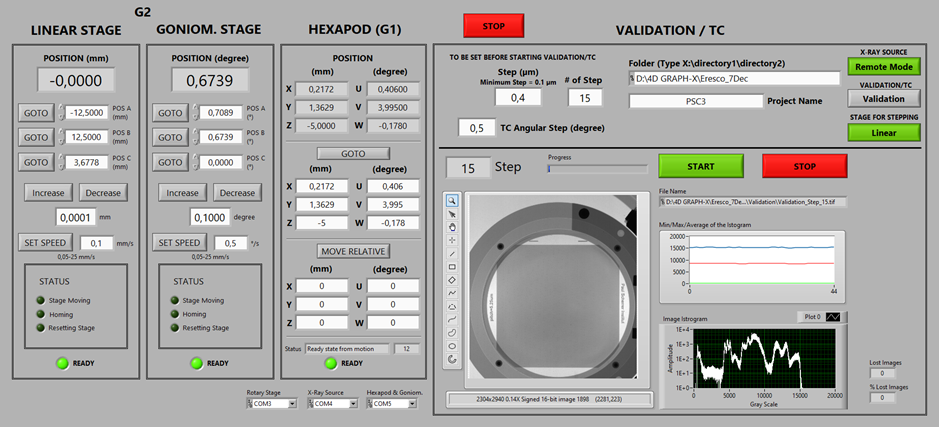 G2
LINEAR STAGE
POSITION (mm)
-0,0000
GOTO -12,5000 POS A (mm)
GOTO 12,5000 POS B (mm)
GOTO 3,6778 POS C (mm)
Increase Decrease
0,0001 mm
SET SPEED 0,1 mm/s
0,05-25 mm/s
STATUS
Stage Moving
Homing
Resetting Stage
READY
GONIOM. STAGE
POSITION (degree)
0,6739
GOTO 0,7089 POS A (°)
GOTO 0,6739 POS B (°)
GOTO 0,0000 POS C (°)
Increase Decrease
0,1000 degree
SET SPEED 0,5 °/s
0,05-25 mm/s
STATUS
Stage Moving
Homing
Resetting Stage
READY
HEXAPOD (G1)
POSITION
(mm) (degree)
X 0,2172 U 0,40600
Y 1,3629 V 3,99500
Z -5,0000 W -0,1780
GOTO
X 0,2172 U 0,406
Y 1,3629 V 3,995
Z -5 W -0,178
MOVE RELATIVE
(mm) (degree)
X 0 U 0
Y 0 V 0
Z 0 W 0
Status Ready state from motion 12
READY
Rotary Stage X-Ray Source Hexapod & Goniom.
COM3 COM4 COM5
STOP
VALIDATION / TC
TO BE SET BEFORE STARTING VALIDATION/TC
Step (μm) # of Step
Minimum Step = 0.1 μm
0,4 15
0,5 TC Angular Step (degree)
Folder (Type X:\directory1\directory2)
D:\4D GRAPH-X\Eresco_7Dec
PSC3 Project Name
X-RAY SOURCE
Remote Mode
VALIDATION/TC
Validation
STAGE FOR STEPPING
Linear
15 Step
Progress
START STOP
File Name
D:\4D GRAPH-X\Eresco_7De...\Validation\Validation_Step_15.tif
Min/Max/Average of the Istogram
20000
15000
10000
5000
0
0 44
Image Istrogram
Plot 0
Amplitude
1E+4
1E+3
1E+2
1E+1
1E+0
0 5000 10000 15000 20000
Gray Scale
Lost Images
0
% Lost Images
0
2304x2940 0.14X Signed 16-bit image 1898 (2281,223)